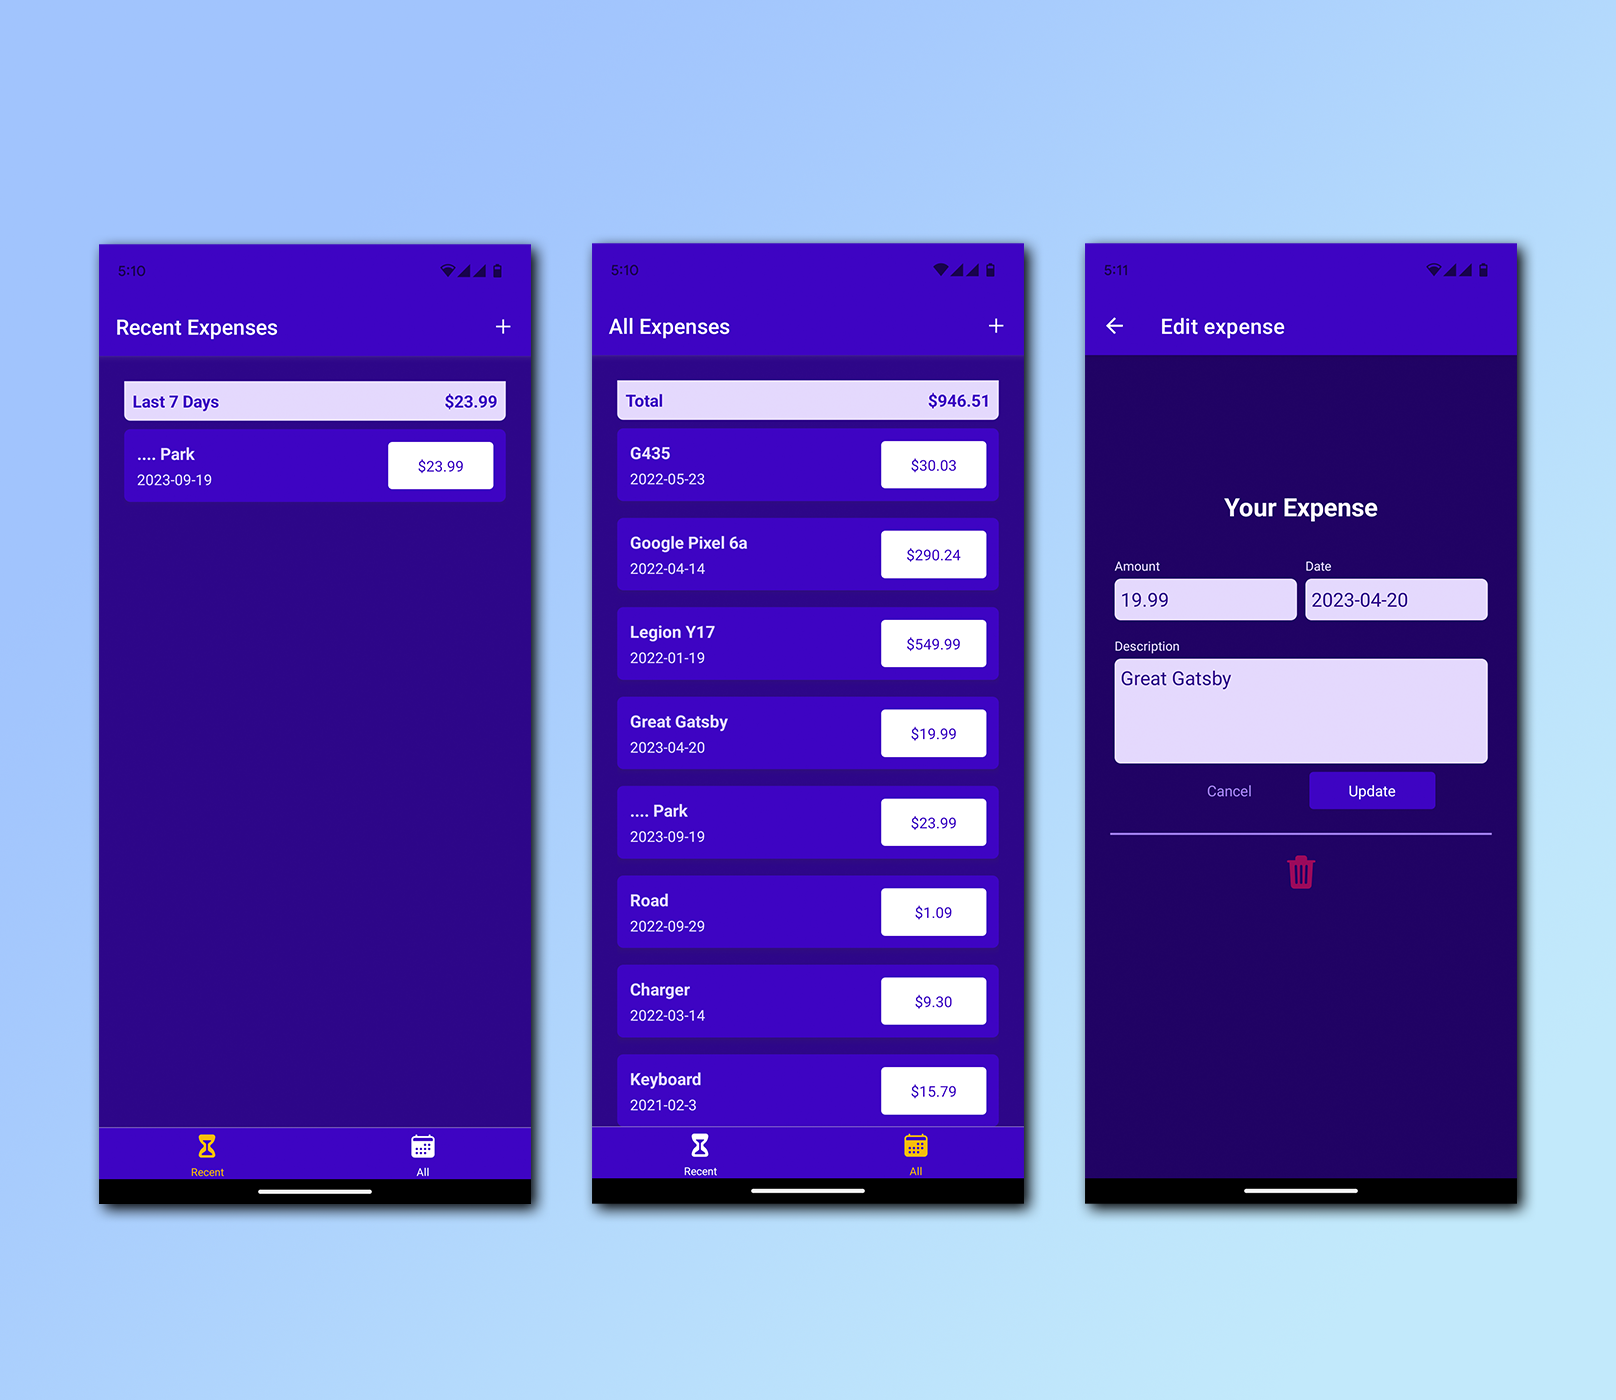 5:10
Recent Expenses
Last 7 Days $23.99
.... Park
2023-09-19
$23.99
Recent
All
5:10
All Expenses
Total $946.51
G435
2022-05-23
$30.03
Google Pixel 6a
2022-04-14
$290.24
Legion Y17
2022-01-19
$549.99
Great Gatsby
2023-04-20
$19.99
.... Park
2023-09-19
$23.99
Road
2022-09-29
$1.09
Charger
2022-03-14
$9.30
Keyboard
2021-02-3
$15.79
Recent
All
5:11
Edit expense
Your Expense
Amount
19.99
Date
2023-04-20
Description
Great Gatsby
Cancel
Update